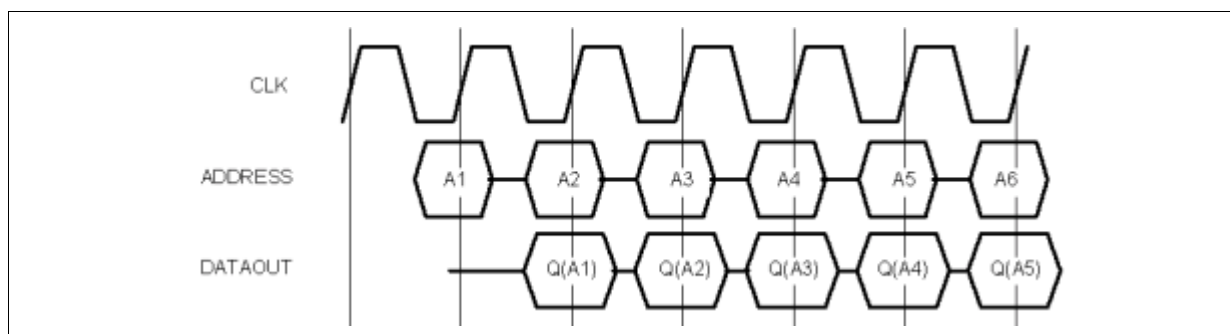 CLK
ADDRESS A1 A2 A3 A4 A5 A6
DATAOUT Q(A1) Q(A2) Q(A3) Q(A4) Q(A5)